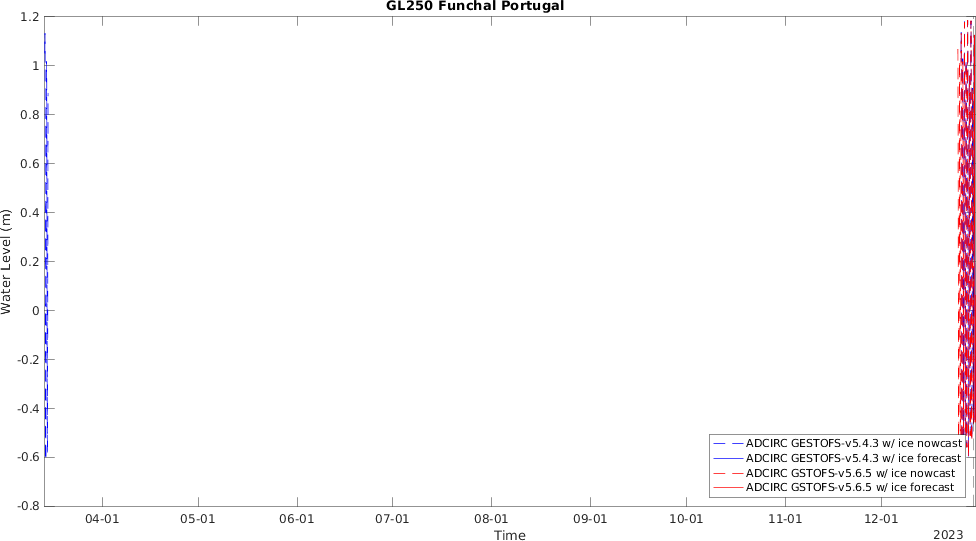 GL250 Funchal Portugal
Water Level (m)
1.2
1
0.8
0.6
0.4
0.2
0
-0.2
-0.4
-0.6
-0.8
04-01 05-01 06-01 07-01 08-01 09-01 10-01 11-01 12-01
Time
2023
ADCIRC GESTOFS-v5.4.3 w/ ice nowcast
ADCIRC GESTOFS-v5.4.3 w/ ice forecast
ADCIRC GSTOFS-v5.6.5 w/ ice nowcast
ADCIRC GSTOFS-v5.6.5 w/ ice forecast